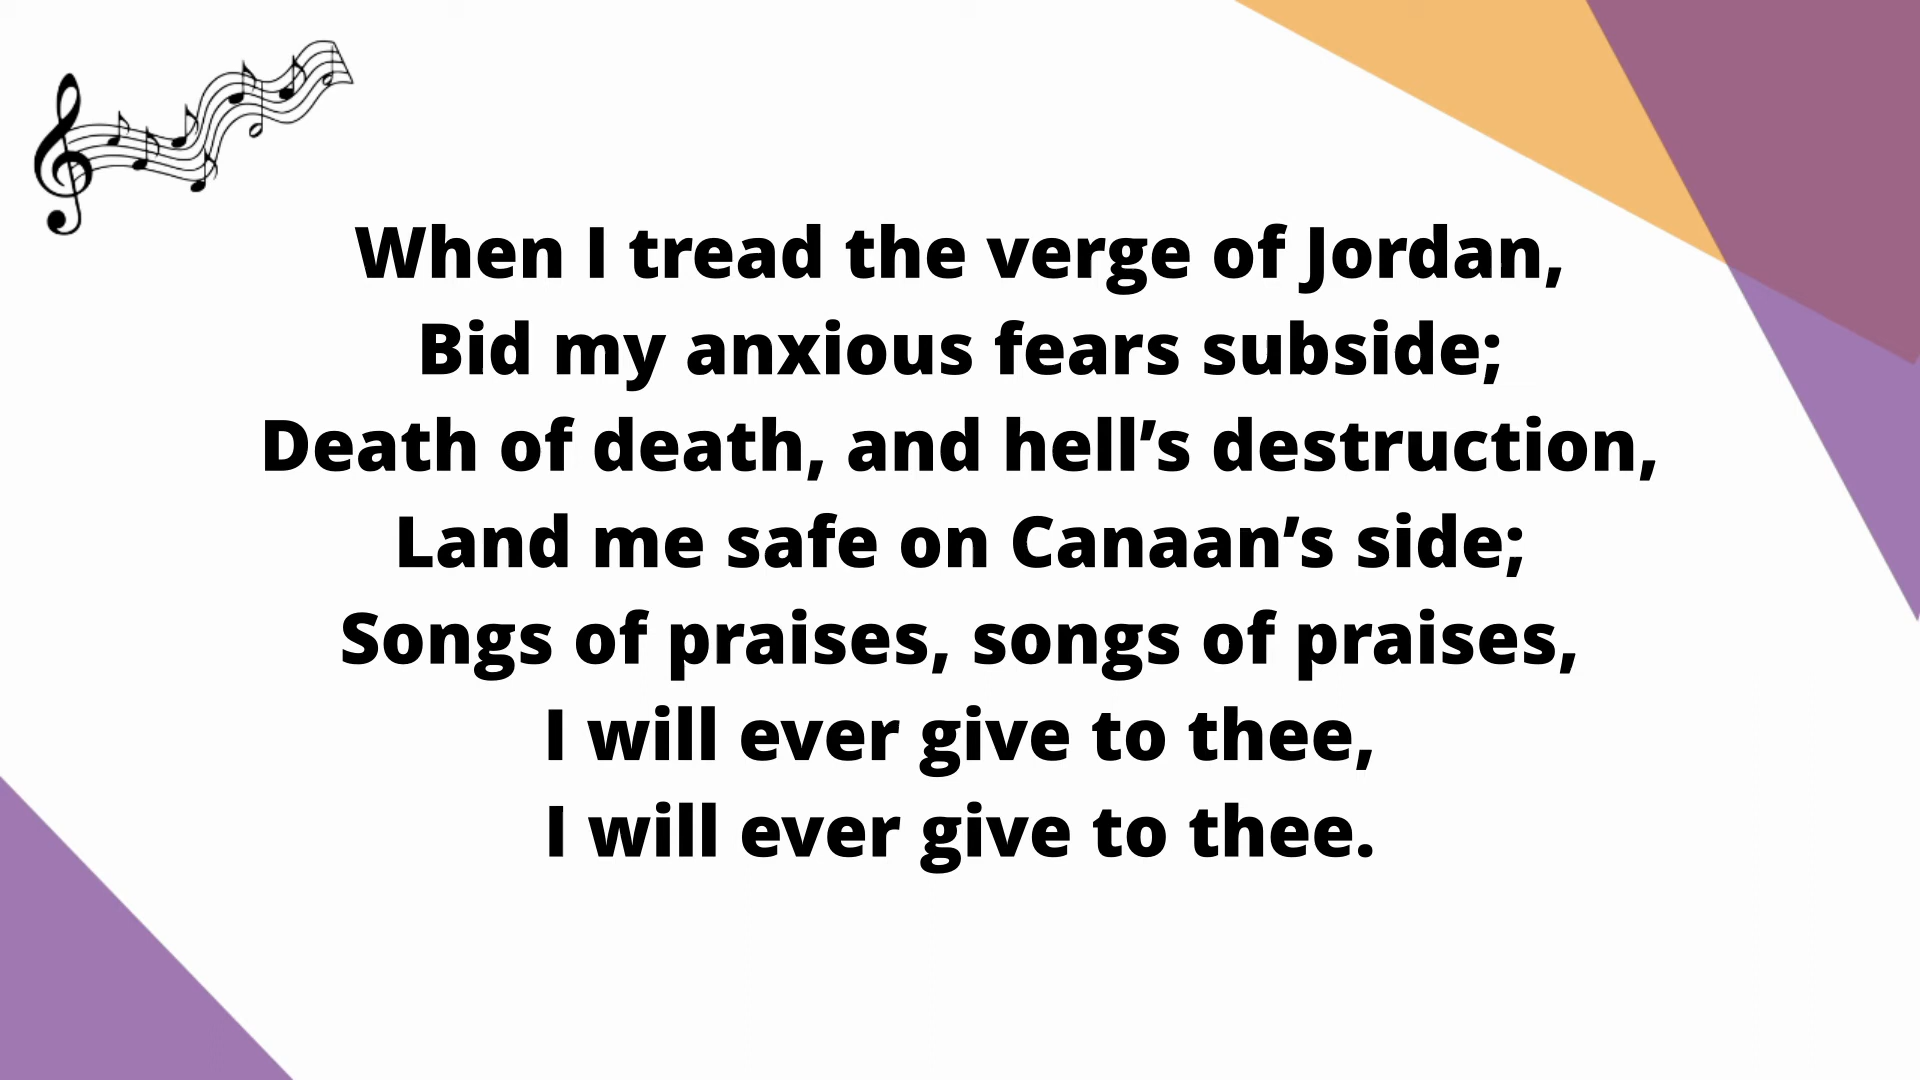 When I tread the verge of Jordan,
Bid my anxious fears subside;
Death of death, and hell’s destruction,
Land me safe on Canaan’s side;
Songs of praises, songs of praises,
I will ever give to thee,
I will ever give to thee.